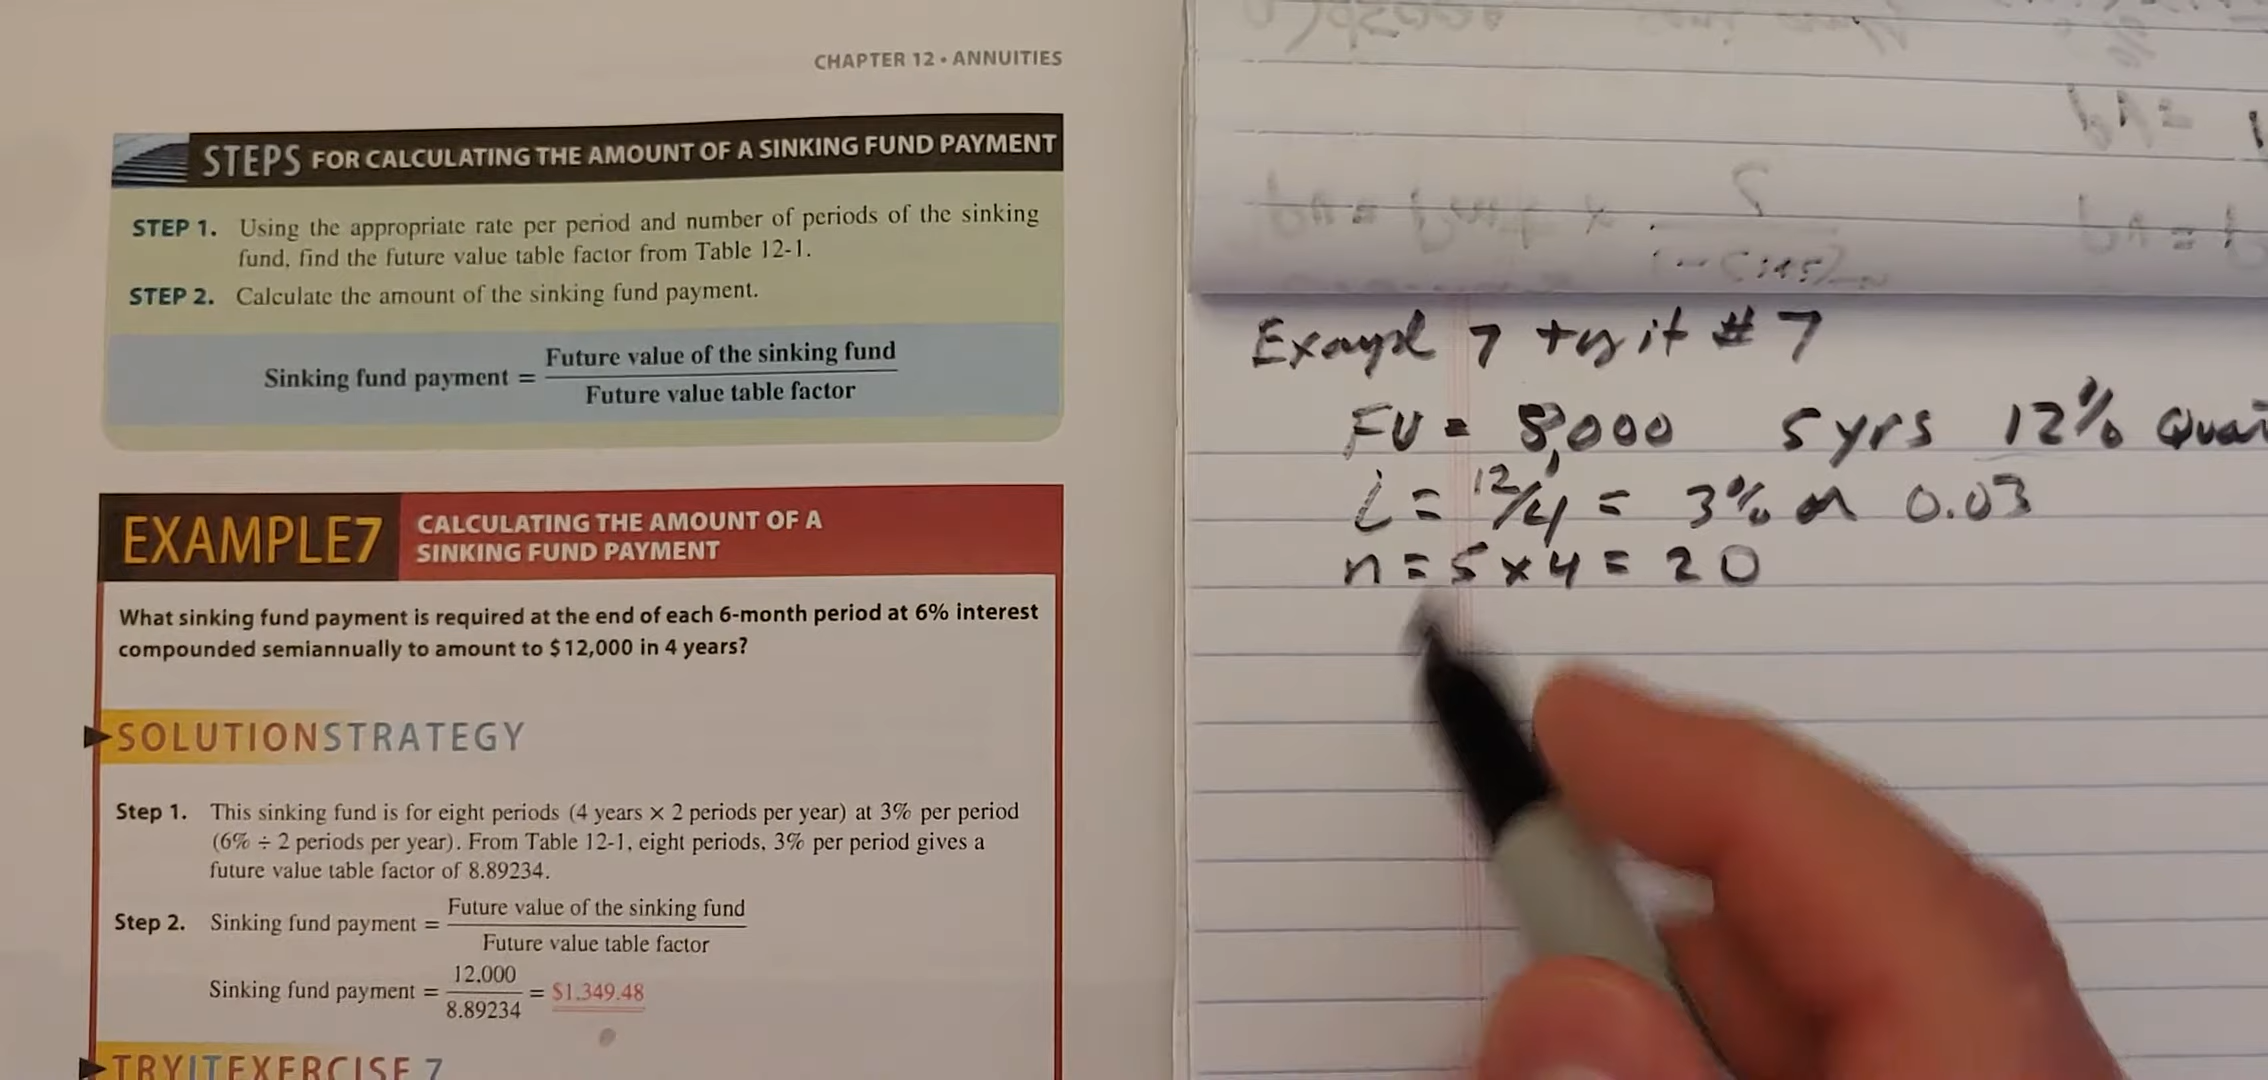 CHAPTER 12 • ANNUITIES
STEPS FOR CALCULATING THE AMOUNT OF A SINKING FUND PAYMENT
STEP 1. Using the appropriate rate per period and number of periods of the sinking
fund, find the future value table factor from Table 12-1.
STEP 2. Calculate the amount of the sinking fund payment.
Sinking fund payment = Future value of the sinking fund
Future value table factor
EXAMPLE7 CALCULATING THE AMOUNT OF A
SINKING FUND PAYMENT
What sinking fund payment is required at the end of each 6-month period at 6% interest
compounded semiannually to amount to $12,000 in 4 years?
SOLUTIONSTRATEGY
Step 1. This sinking fund is for eight periods (4 years × 2 periods per year) at 3% per period
(6% ÷ 2 periods per year). From Table 12-1, eight periods, 3% per period gives a
future value table factor of 8.89234.
Step 2. Sinking fund payment = Future value of the sinking fund
Future value table factor
Sinking fund payment = 12,000
8.89234 = $1,349.48
TRYITEXERCISE 7
Exampl 7 try it # 7
FV = 8,000 5 yrs 12%
i = 12/4 = 3% or 0.03
n = 5 × 4 = 20